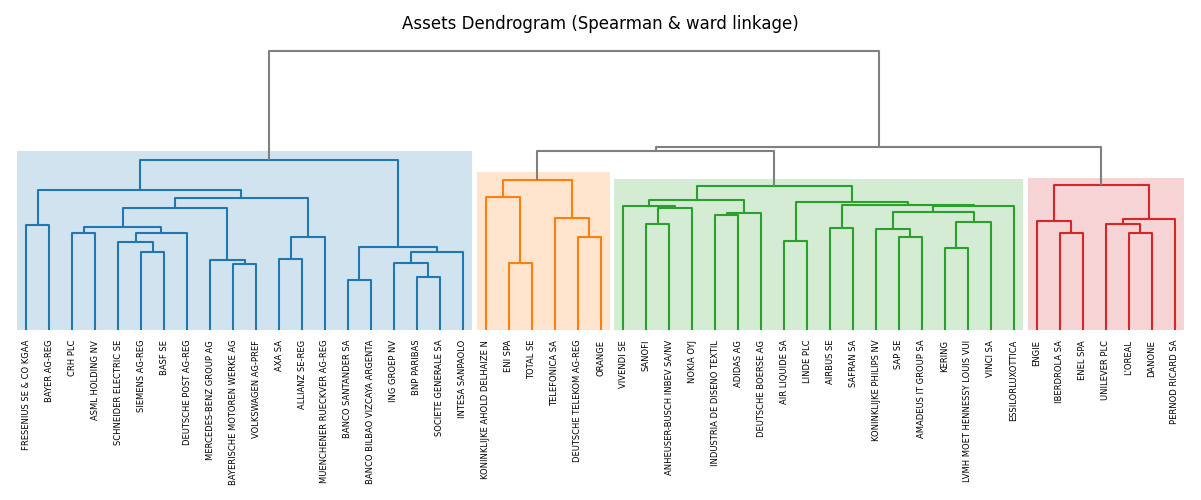 Assets Dendrogram (Spearman & ward linkage)
FRESENIUS SE & CO KGAA
BAYER AG-REG
CRH PLC
ASML HOLDING NV
SCHNEIDER ELECTRIC SE
SIEMENS AG-REG
BASF SE
DEUTSCHE POST AG-REG
MERCEDES-BENZ GROUP AG
BAYERISCHE MOTOREN WERKE AG
VOLKSWAGEN AG-PREF
AXA SA
ALLIANZ SE-REG
MUENCHENER RUECKVER AG-REG
BANCO SANTANDER SA
BANCO BILBAO VIZCAYA ARGENTA
ING GROEP NV
BNP PARIBAS
SOCIETE GENERALE SA
INTESA SANPAOLO
KONINKLIJKE AHOLD DELHAIZE N
ENI SPA
TOTAL SE
TELEFONICA SA
DEUTSCHE TELEKOM AG-REG
ORANGE
VIVENDI SE
SANOFI
ANHEUSER-BUSCH INBEV SA/NV
NOKIA OYJ
INDUSTRIA DE DISENO TEXTIL
ADIDAS AG
DEUTSCHE BOERSE AG
AIR LIQUIDE SA
LINDE PLC
AIRBUS SE
SAFRAN SA
KONINKLIJKE PHILIPS NV
SAP SE
AMADEUS IT GROUP SA
KERING
LVMH MOET HENNESSY LOUIS VUI
VINCI SA
ESSILORLUXOTTICA
ENGIE
IBERDROLA SA
ENEL SPA
UNILEVER PLC
L'OREAL
DANONE
PERNOD RICARD SA